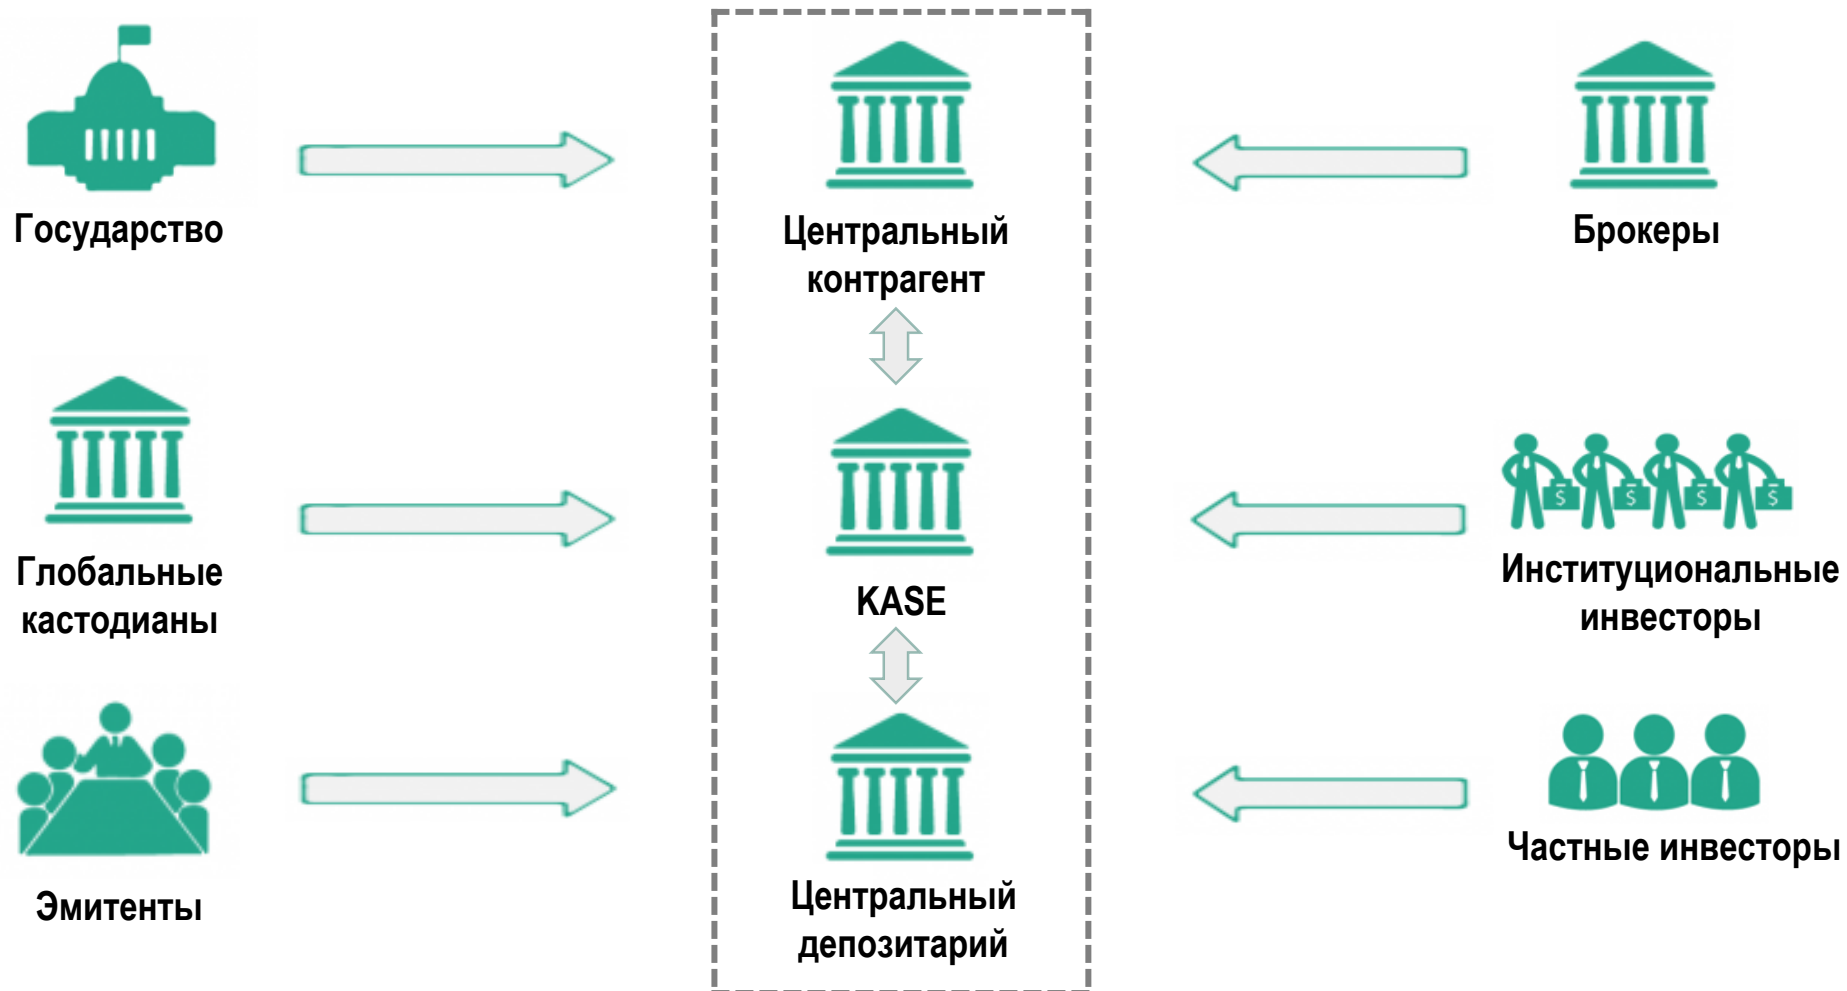 Государство
Центральный
контрагент
Брокеры
Глобальные
кастодианы
KASE
Институциональные
инвесторы
$ $ $ $
Эмитенты
Центральный
депозитарий
Частные инвесторы